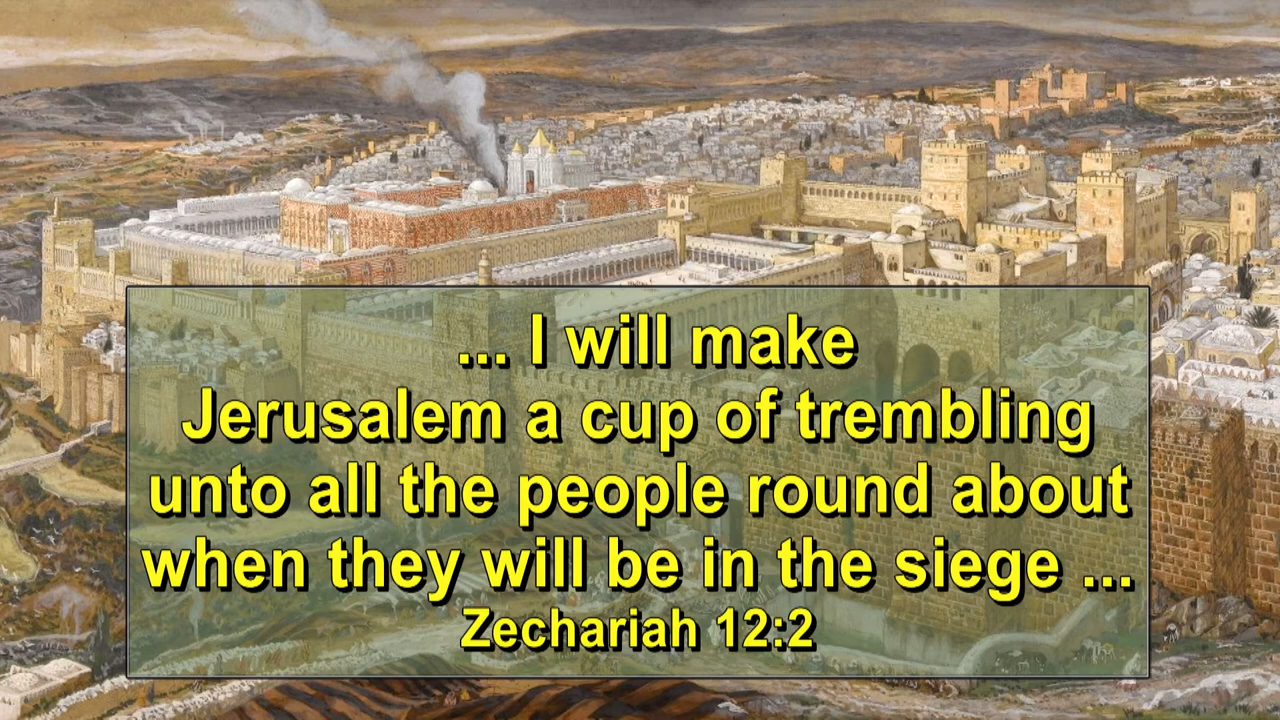 ... I will make
Jerusalem a cup of trembling
unto all the people round about
when they will be in the siege ...
Zechariah 12:2